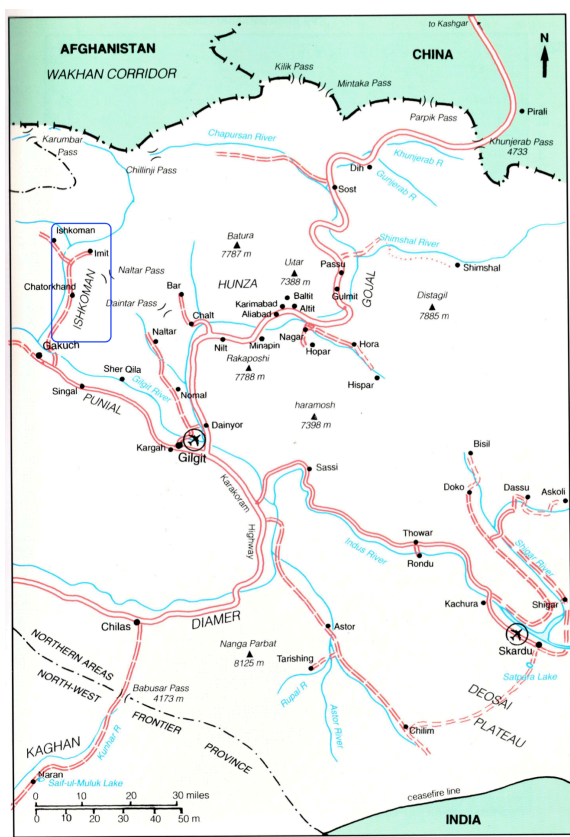 to Kashgar
AFGHANISTAN
WAKHAN CORRIDOR
CHINA
N
Kilik Pass
Mintaka Pass
Parpik Pass
Pirali
Khunjerab Pass
4733
Karumbar
Pass
Chapursan River
Chillinji Pass
Dih
Khunjerab R
Gunjerab R
Sost
Ishkoman
Imit
Batura
7787 m
Shimshal River
Shimshal
Naltar Pass
HUNZA
Ultar
7388 m
Passu
GOJAL
Chatorkhand
ISHKOMAN
Bar
Baltit
Gulmit
Distagil
7885 m
Daintar Pass
Karimabad
Altit
Aliabad
Chalt
Naltar
Nagar
Gakuch
Nilt
Minapin
Hopar
Hora
Rakaposhi
7788 m
Sher Qila
Hispar
Singal
Gilgit River
Nomal
PUNIAL
haramosh
7398 m
Dainyor
Kargah
Gilgit
Bisil
Sassi
Karakoram
Highway
Doko
Dassu
Askoli
Thowar
Indus River
Rondu
Shigar River
Kachura
Shigar
Chilas
DIAMER
Astor
Skardu
NORTHERN AREAS
NORTH-WEST
FRONTIER
PROVINCE
Nanga Parbat
8125 m
Tarishing
Satpura Lake
Rupal R
Babusar Pass
4173 m
DEOSAI
PLATEAU
Astor River
Chilim
KAGHAN
Kunhar R
Naran
Saif-ul-Muluk Lake
0 10 20 30 miles
0 10 20 30 40 50 m
ceasefire line
INDIA